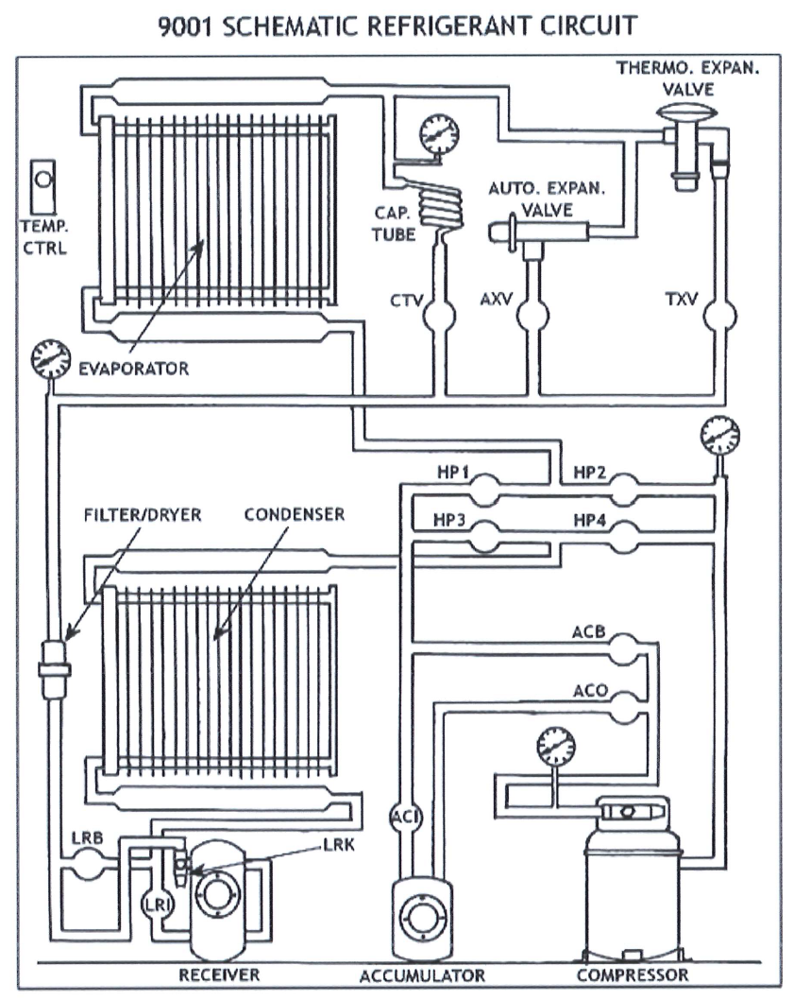 9001 SCHEMATIC REFRIGERANT CIRCUIT
THERMO. EXPAN.
VALVE
TEMP.
CTRL
CAP.
TUBE
AUTO. EXPAN.
VALVE
CTV
AXV
TXV
EVAPORATOR
HP1
HP2
HP3
HP4
FILTER/DRYER
CONDENSER
ACB
ACO
ACI
LRB
LRK
LRI
RECEIVER
ACCUMULATOR
COMPRESSOR